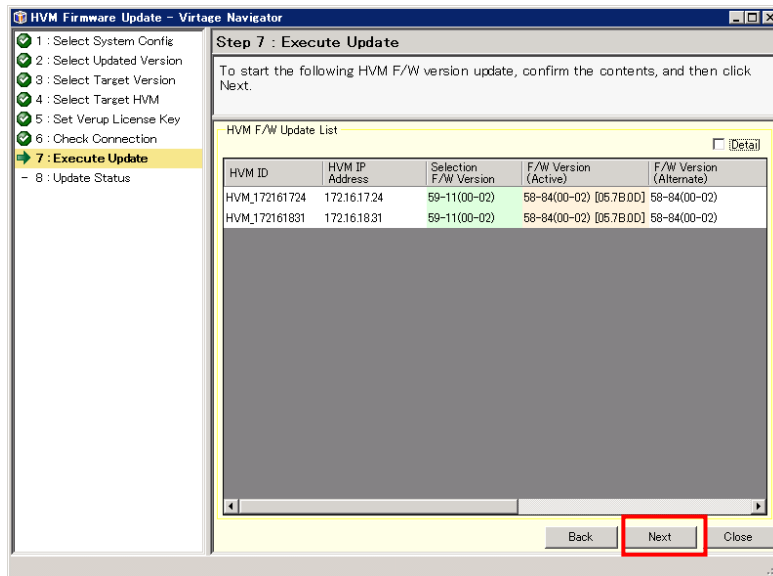 HVM Firmware Update - Virtage Navigator
1 : Select System Config
2 : Select Updated Version
3 : Select Target Version
4 : Select Target HVM
5 : Set Verup License Key
6 : Check Connection
7 : Execute Update
- 8 : Update Status
Step 7 : Execute Update
To start the following HVM F/W version update, confirm the contents, and then click
Next.
HVM F/W Update List
Detail
HVM ID HVM IP Address Selection F/W Version F/W Version (Active) F/W Version (Alternate)
HVM_172161724 172.16.17.24 59-11(00-02) 58-84(00-02) [05.7B.0D] 58-84(00-02)
HVM_172161831 172.16.18.31 59-11(00-02) 58-84(00-02) [05.7B.0D] 58-84(00-02)
Back Next Close